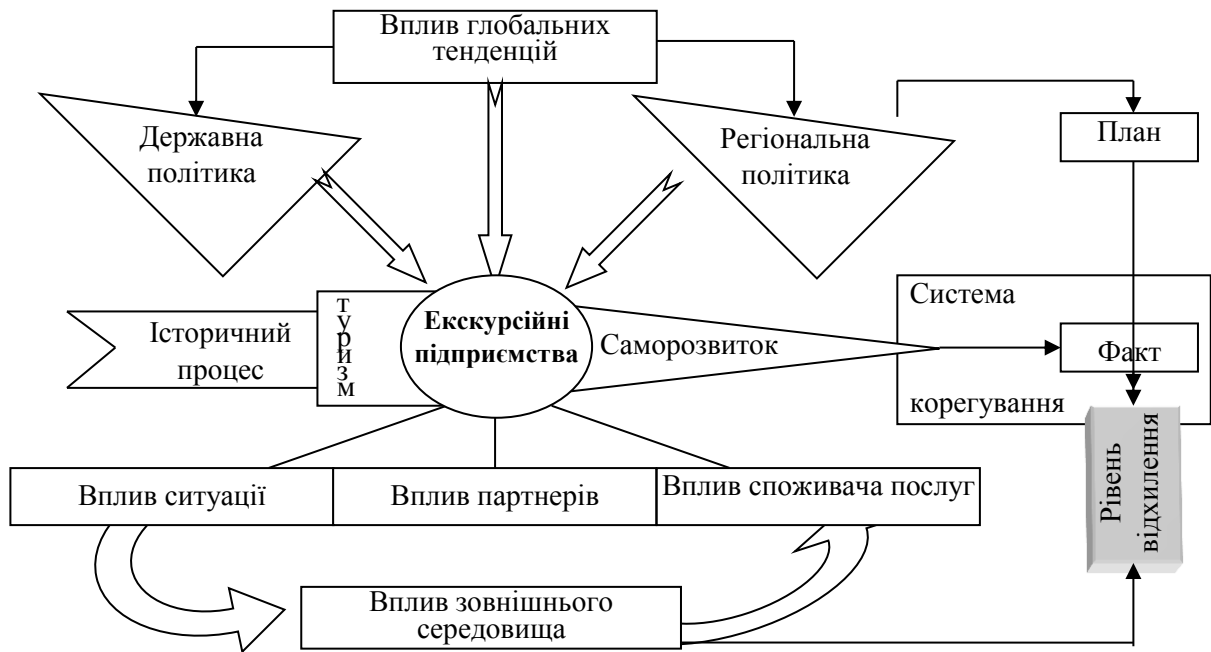 Вплив глобальних
тенденцій
Державна
політика
Регіональна
політика
План
Система
Історичний
процес
туризм
Екскурсійні
підприємства
Саморозвиток
Факт
корегування
Вплив ситуації
Вплив партнерів
Вплив споживача послуг
Рівень
відхилення
Вплив зовнішнього
середовища